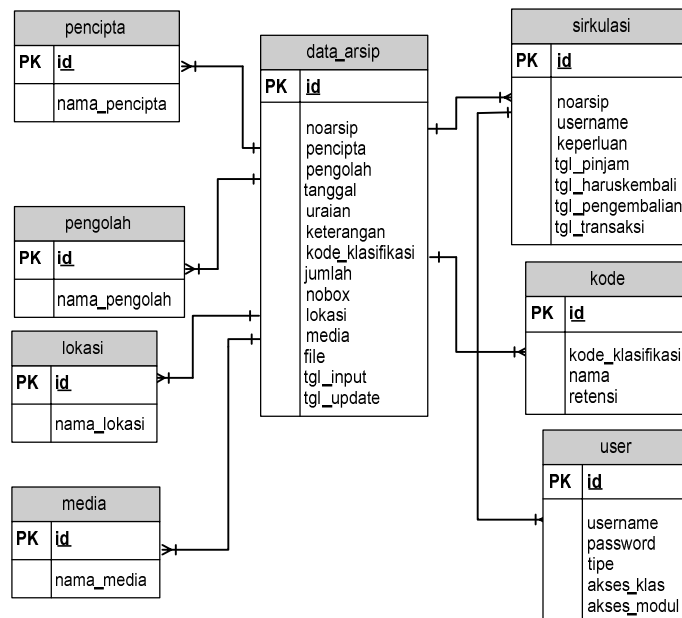 pencipta
PK id
nama_pencipta
pengolah
PK id
nama_pengolah
lokasi
PK id
nama_lokasi
media
PK id
nama_media
data_arsip
PK id
noarsip
pencipta
pengolah
tanggal
uraian
keterangan
kode_klasifikasi
jumlah
nobox
lokasi
media
file
tgl_input
tgl_update
sirkulasi
PK id
noarsip
username
keperluan
tgl_pinjam
tgl_haruskembali
tgl_pengembalian
tgl_transaksi
kode
PK id
kode_klasifikasi
nama
retensi
user
PK id
username
password
tipe
akses_klas
akses_modul